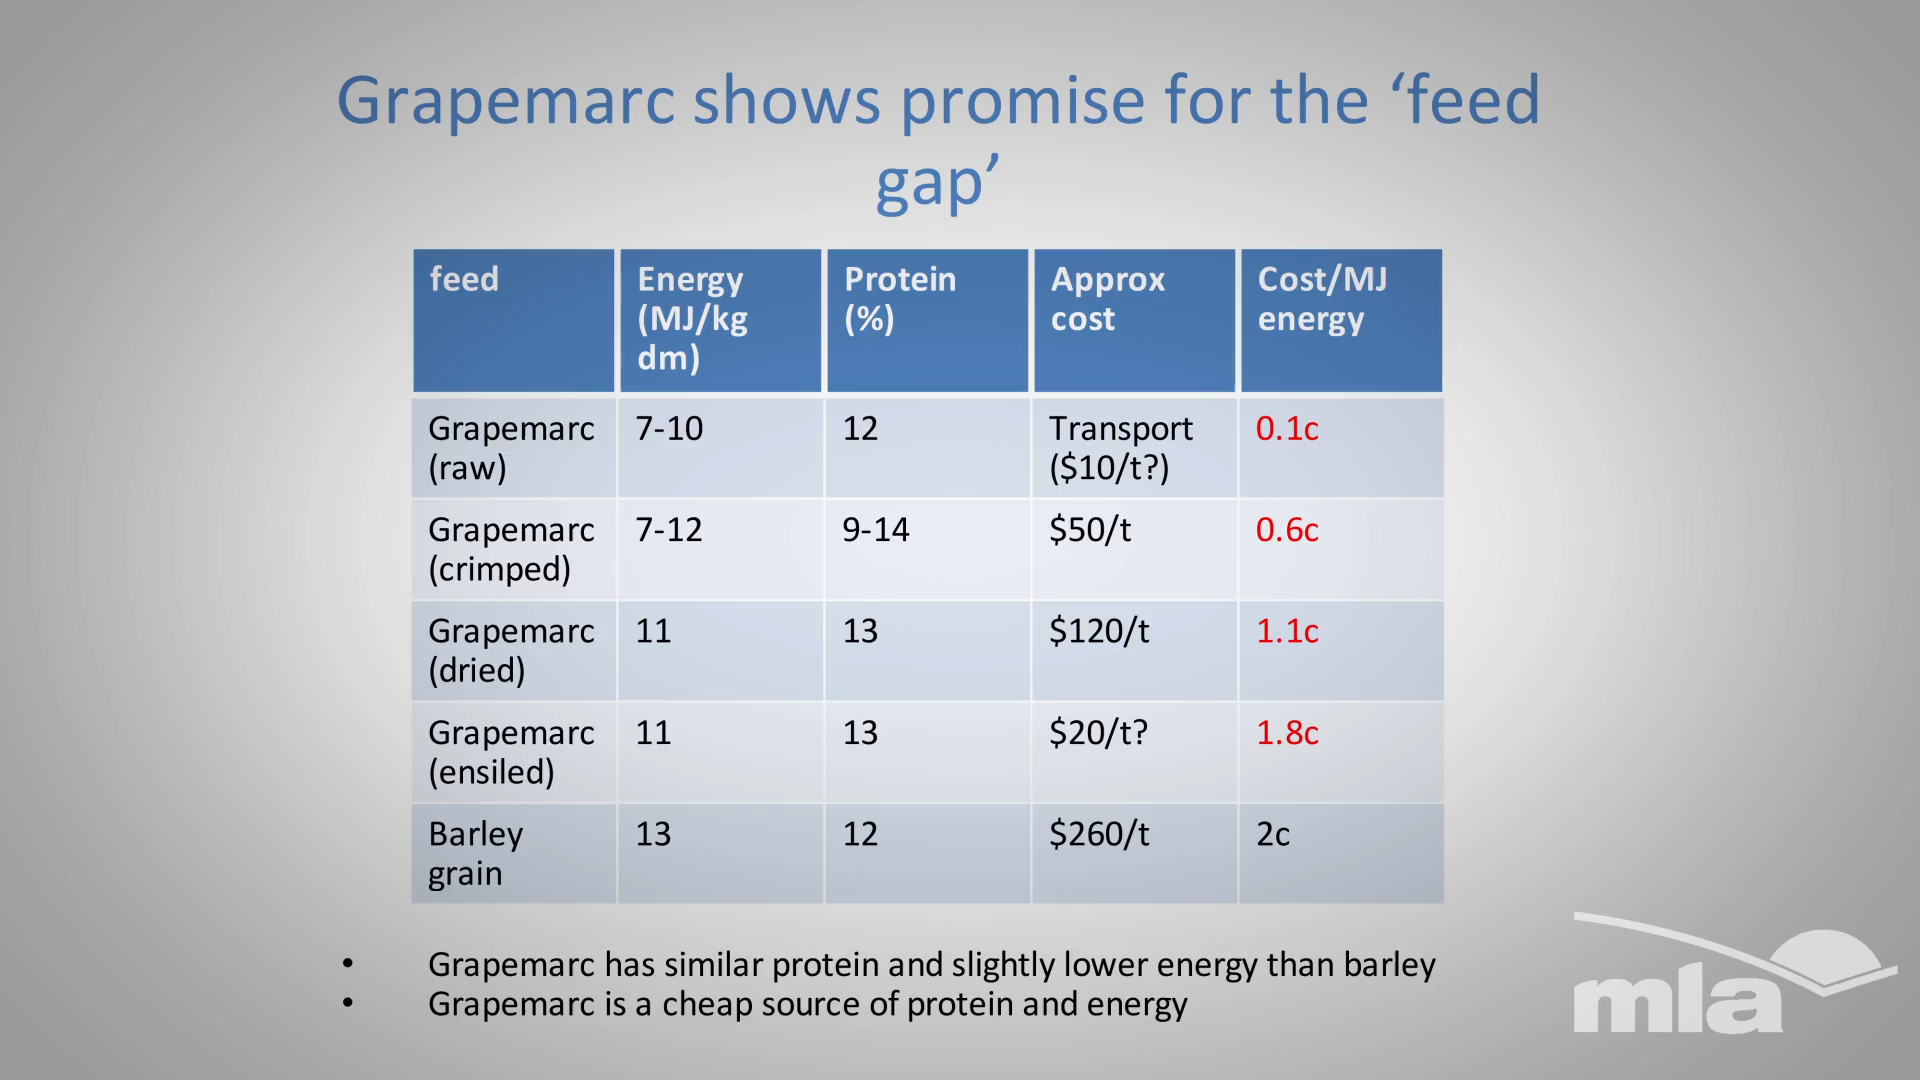 Grapemarc shows promise for the ‘feed
gap’
feed
Energy
(MJ/kg
dm)
Protein
(%)
Approx
cost
Cost/MJ
energy
Grapemarc
(raw)
7-10
12
Transport
($10/t?)
0.1c
Grapemarc
(crimped)
7-12
9-14
$50/t
0.6c
Grapemarc
(dried)
11
13
$120/t
1.1c
Grapemarc
(ensiled)
11
13
$20/t?
1.8c
Barley
grain
13
12
$260/t
2c
• Grapemarc has similar protein and slightly lower energy than barley
• Grapemarc is a cheap source of protein and energy
mla